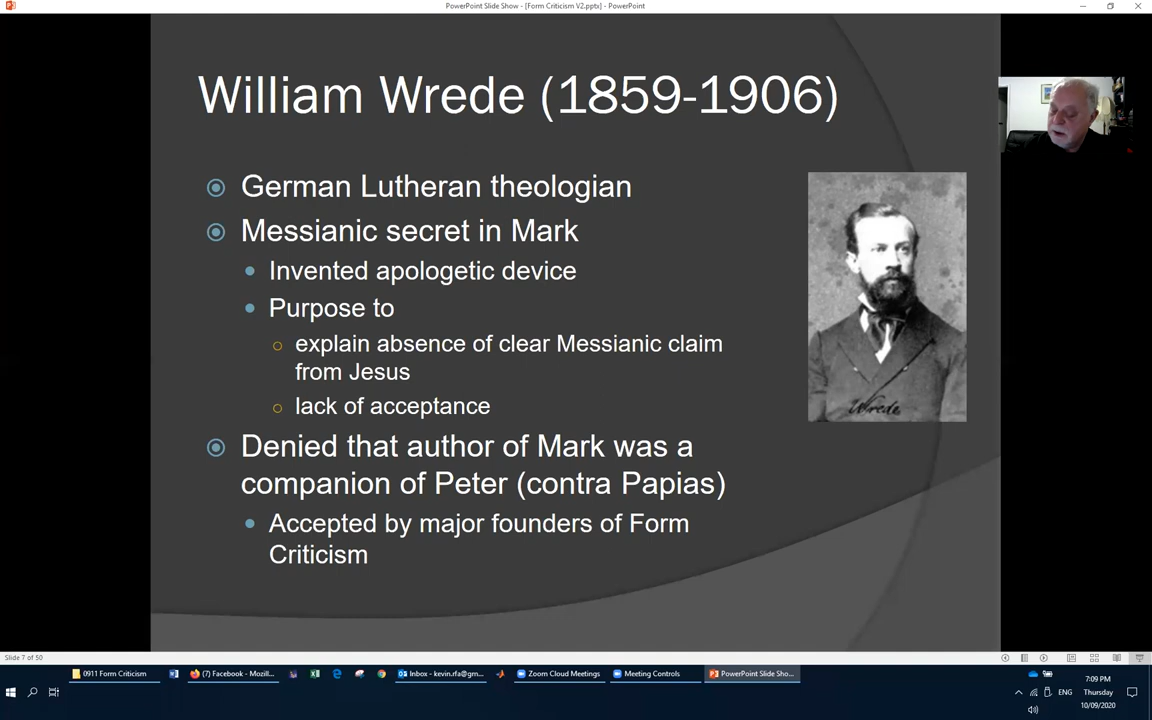 PowerPoint Slide Show - [Form Criticism V2.pptx] - PowerPoint
William Wrede (1859-1906)
German Lutheran theologian
Messianic secret in Mark
Invented apologetic device
Purpose to
explain absence of clear Messianic claim
from Jesus
lack of acceptance
Denied that author of Mark was a
companion of Peter (contra Papias)
Accepted by major founders of Form
Criticism
Wrede
Slide 7 of 50
0911 Form Criticism
(7) Facebook - Mozill...
Inbox - kevin.rfa@gm...
Zoom Cloud Meetings
Meeting Controls
PowerPoint Slide Sho...
ENG
7:09 PM
Thursday
10/09/2020